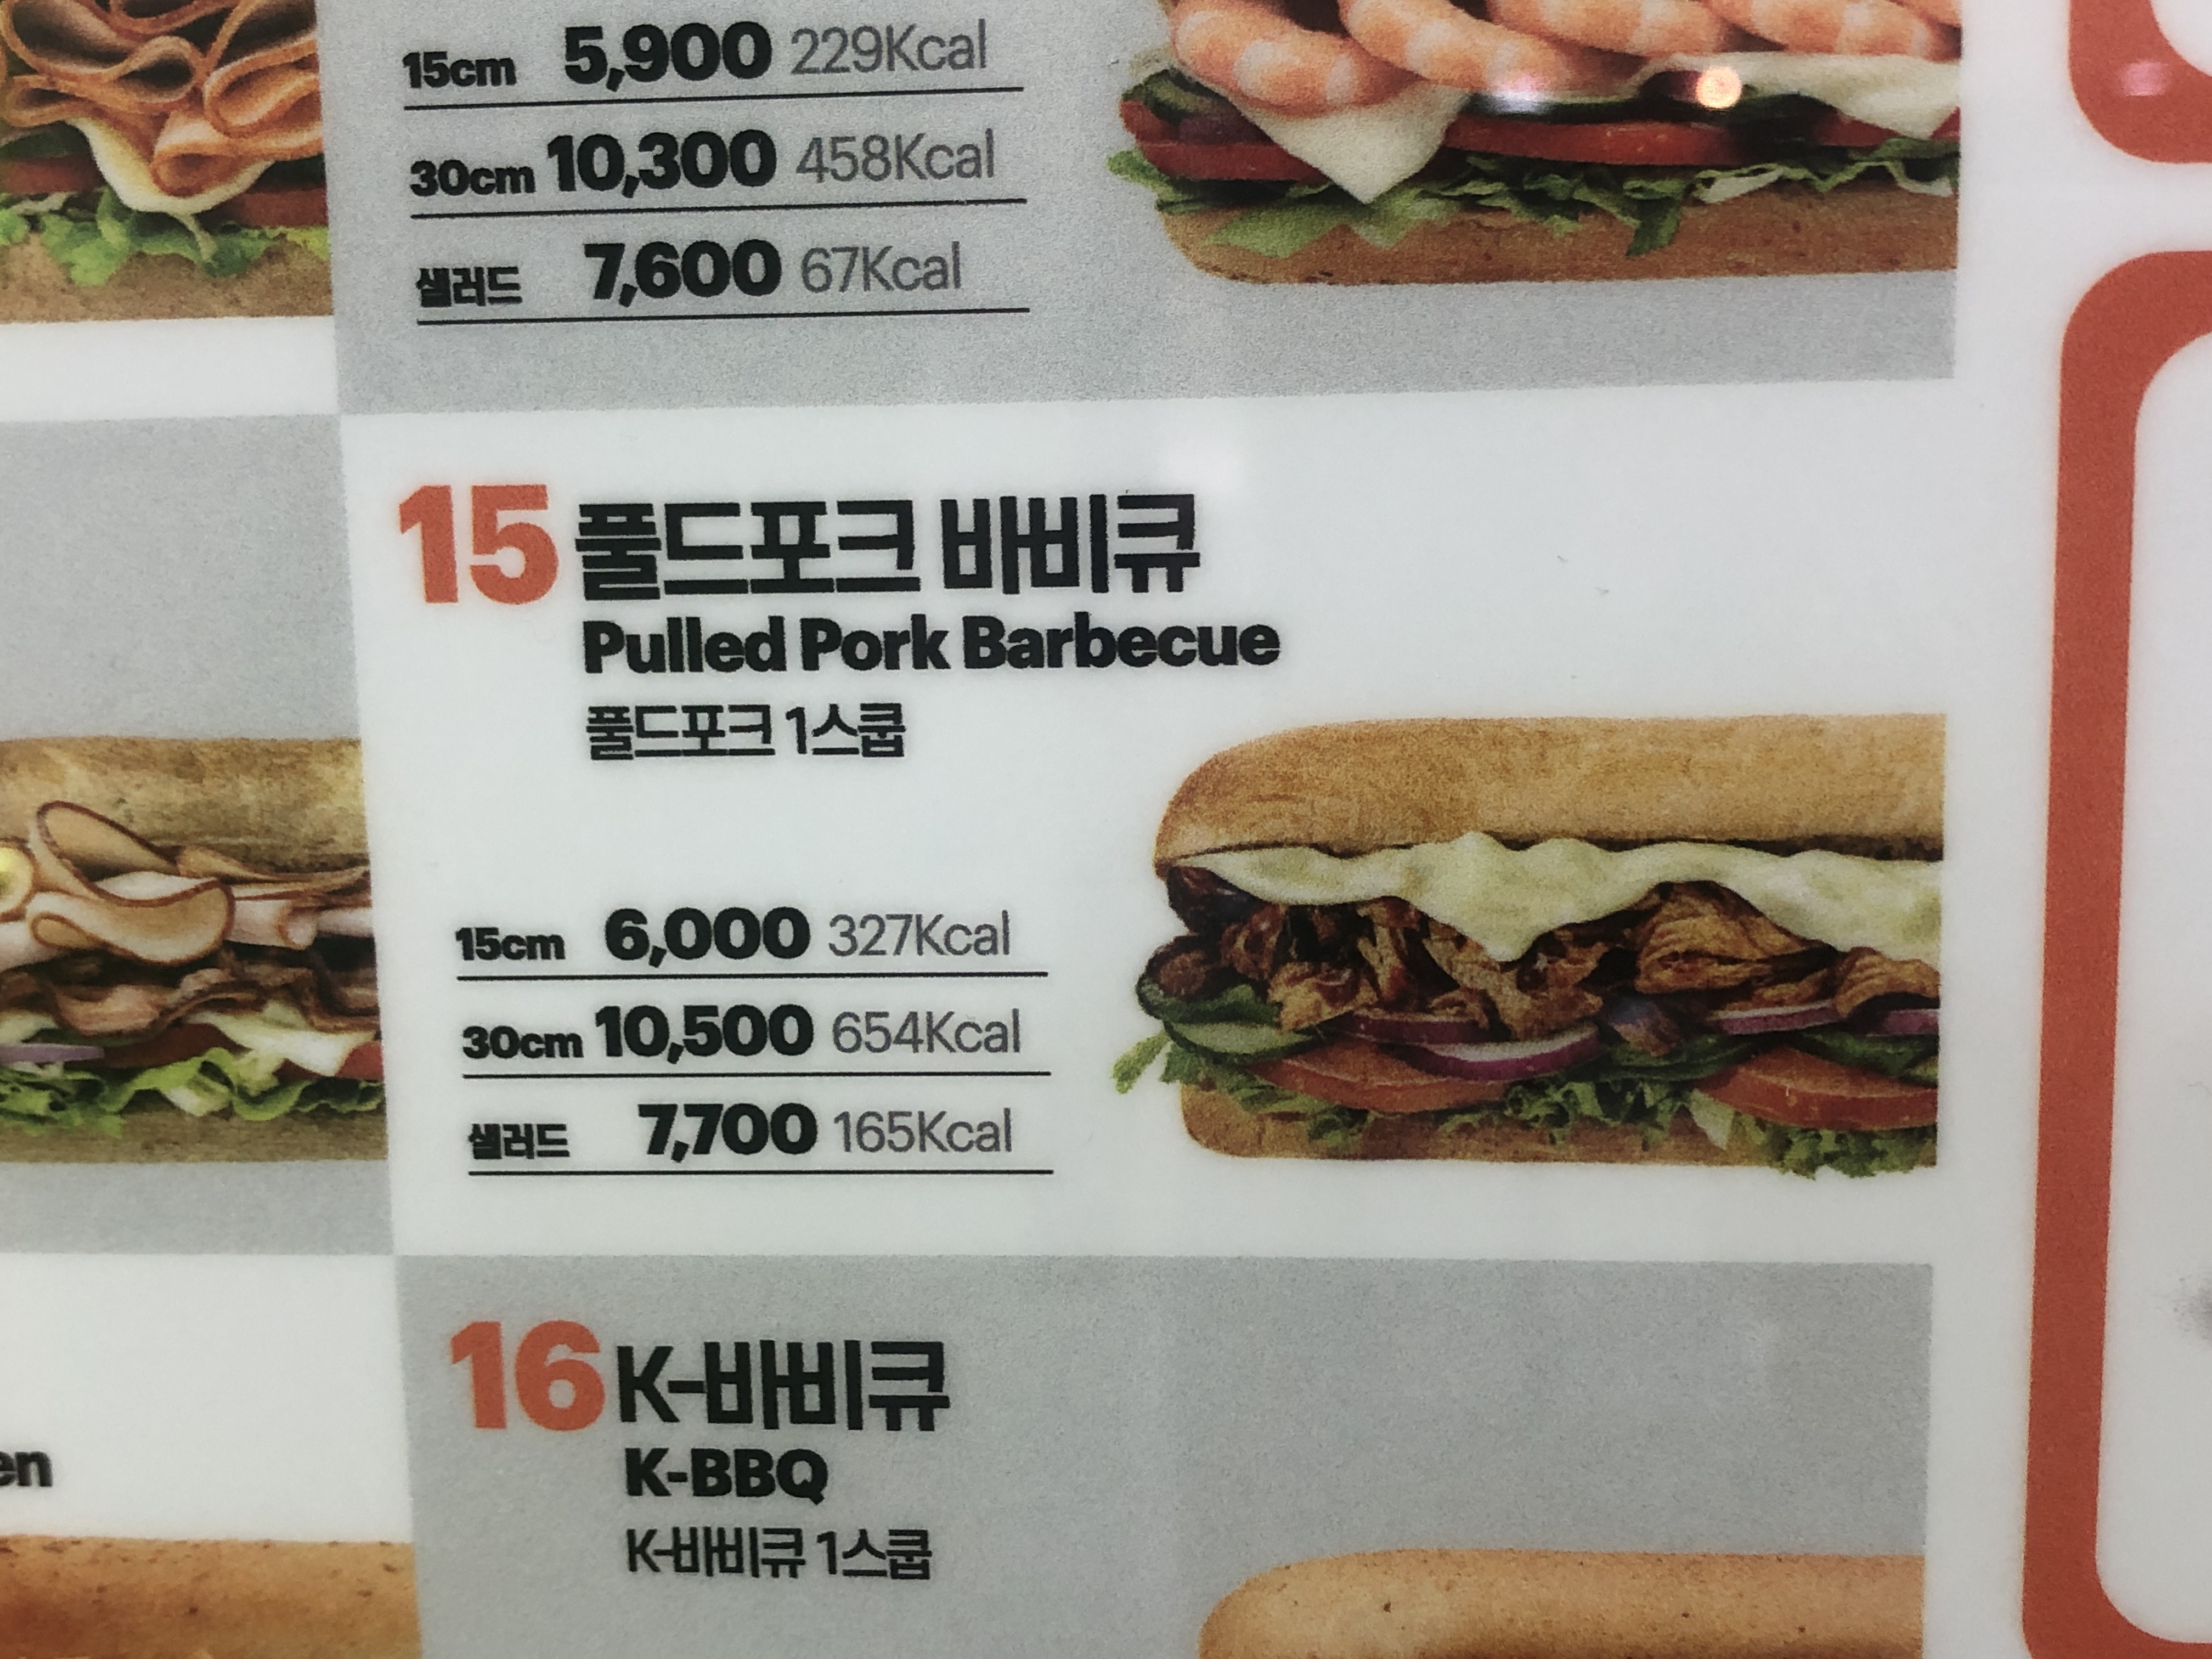 15cm 5,900 229Kcal
30cm 10,300 458Kcal
샐러드 7,600 67Kcal
15 풀드포크 바비큐
Pulled Pork Barbecue
풀드포크 1스쿱
15cm 6,000 327Kcal
30cm 10,500 654Kcal
샐러드 7,700 165Kcal
16 K-바비큐
K-BBQ
K-바비큐 1스쿱
en